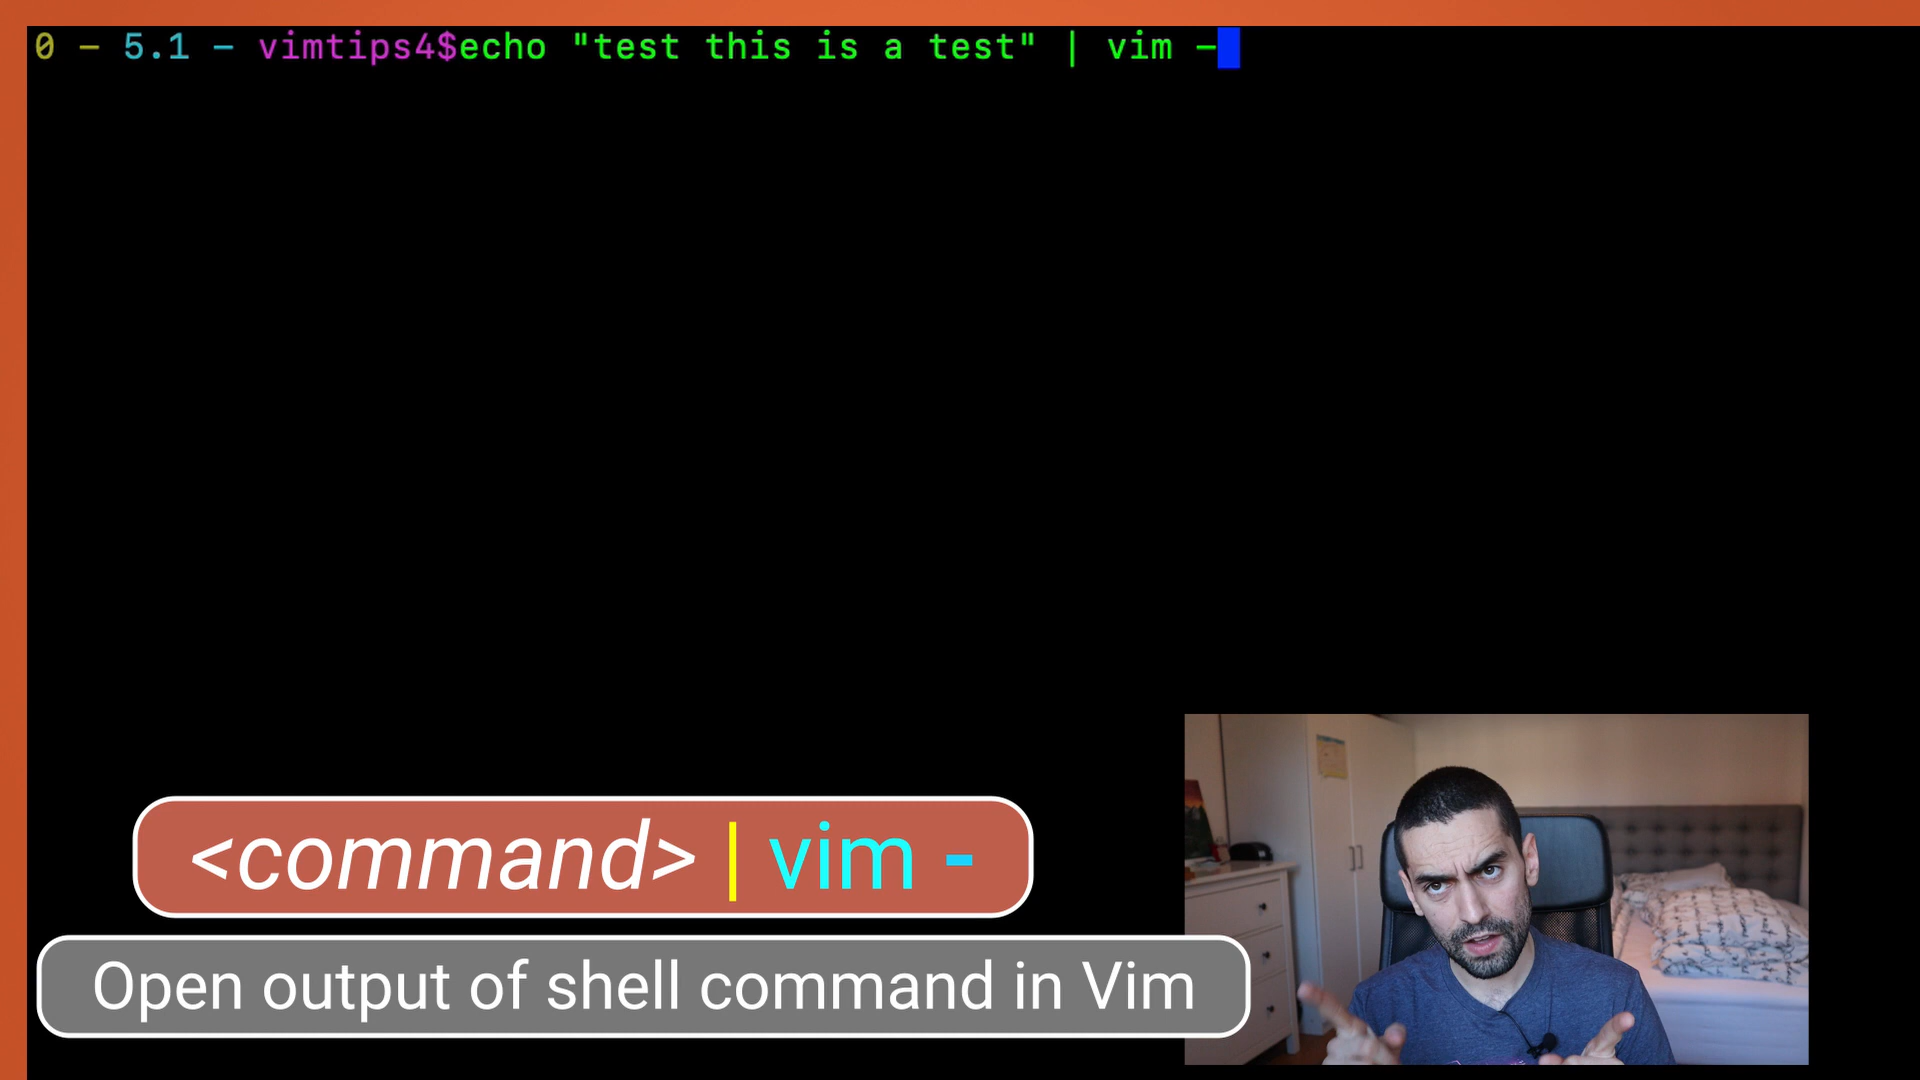 0 - 5.1 - vimtips4$echo "test this is a test" | vim -
<command> | vim -
Open output of shell command in Vim